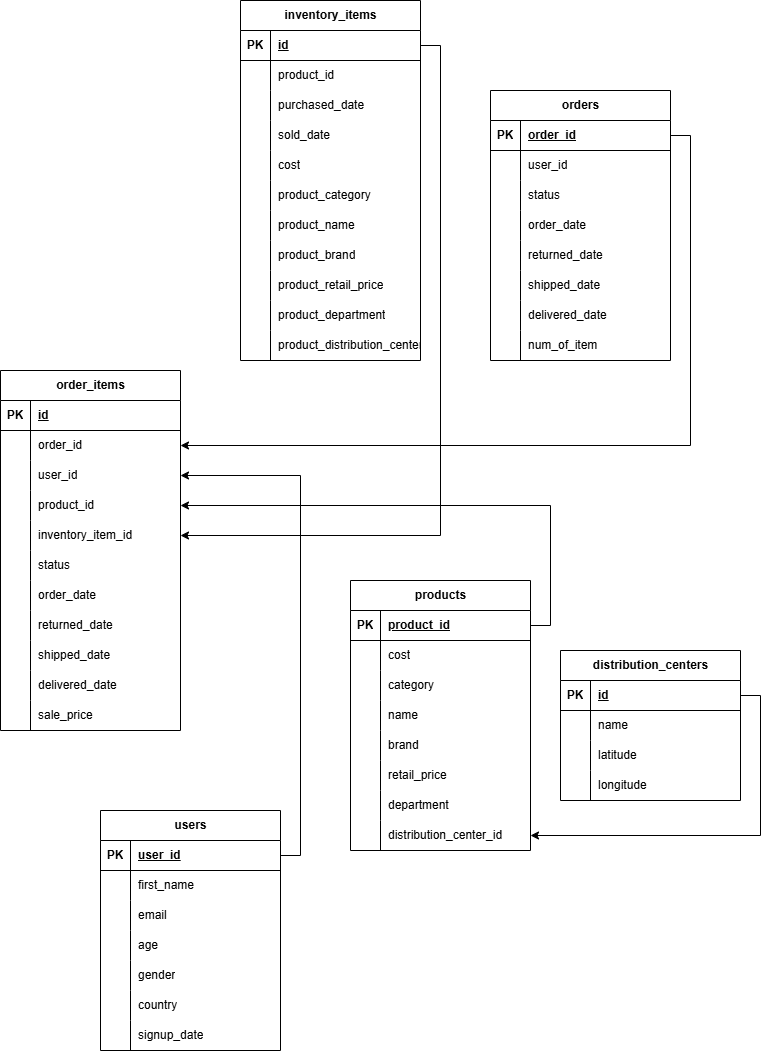 inventory_items
PK id
product_id
purchased_date
sold_date
cost
product_category
product_name
product_brand
product_retail_price
product_department
product_distribution_cente
orders
PK order_id
user_id
status
order_date
returned_date
shipped_date
delivered_date
num_of_item
order_items
PK id
order_id
user_id
product_id
inventory_item_id
status
order_date
returned_date
shipped_date
delivered_date
sale_price
products
PK product_id
cost
category
name
brand
retail_price
department
distribution_center_id
distribution_centers
PK id
name
latitude
longitude
users
PK user_id
first_name
email
age
gender
country
signup_date